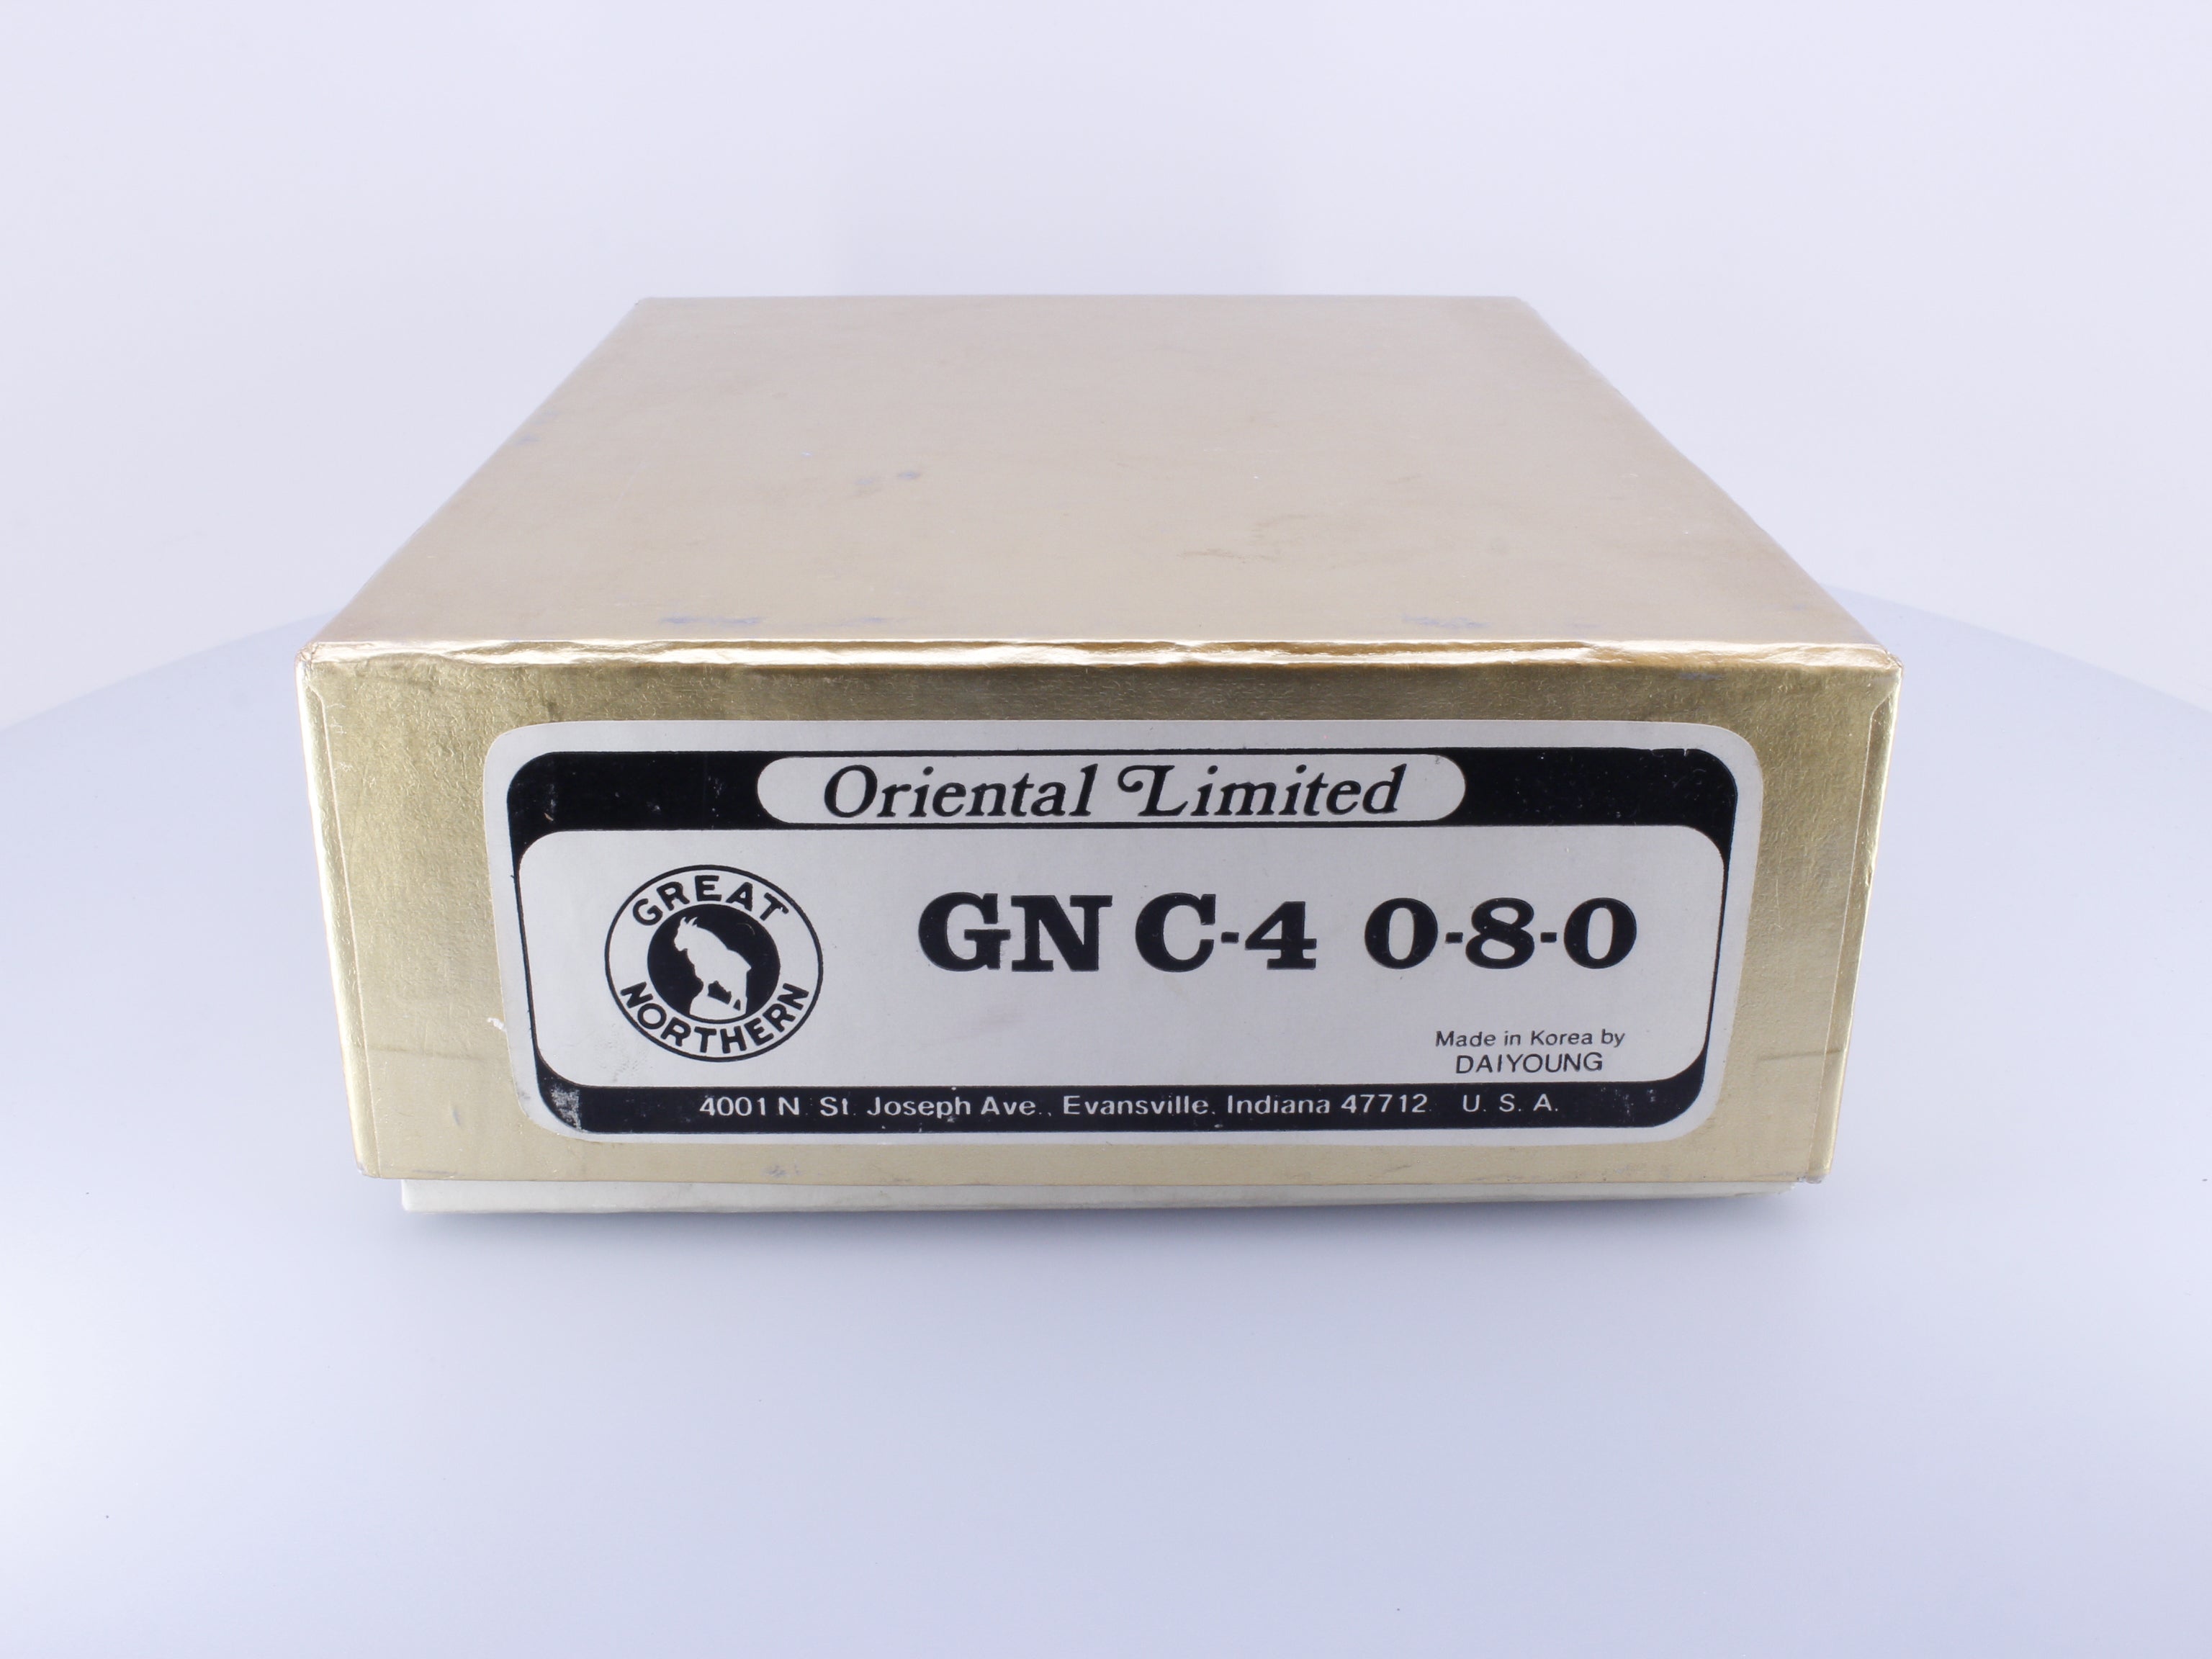 Oriental Limited
GREAT
NORTHERN
GN C-4 0-8-0
Made in Korea by
DAIYOUNG
4001 N. St. Joseph Ave., Evansville, Indiana 47712. U. S. A.